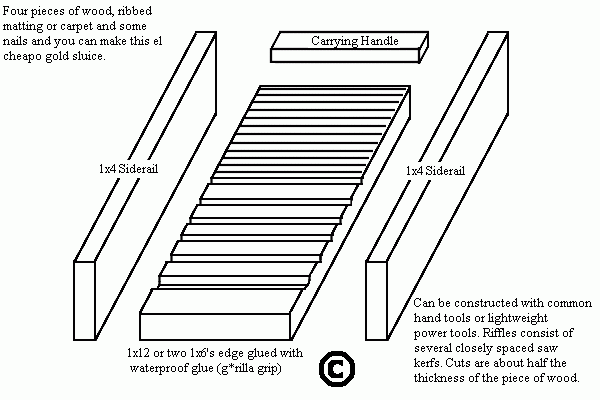 Four pieces of wood, ribbed
matting or carpet and some
nails and you can make this el
cheapo gold sluice.
Carrying Handle
1x4 Siderail
1x4 Siderail
1x12 or two 1x6's edge glued with
waterproof glue (g*rilla grip)
©
Can be constructed with common
hand tools or lightweight
power tools. Riffles consist of
several closely spaced saw
kerfs. Cuts are about half the
thickness of the piece of wood.